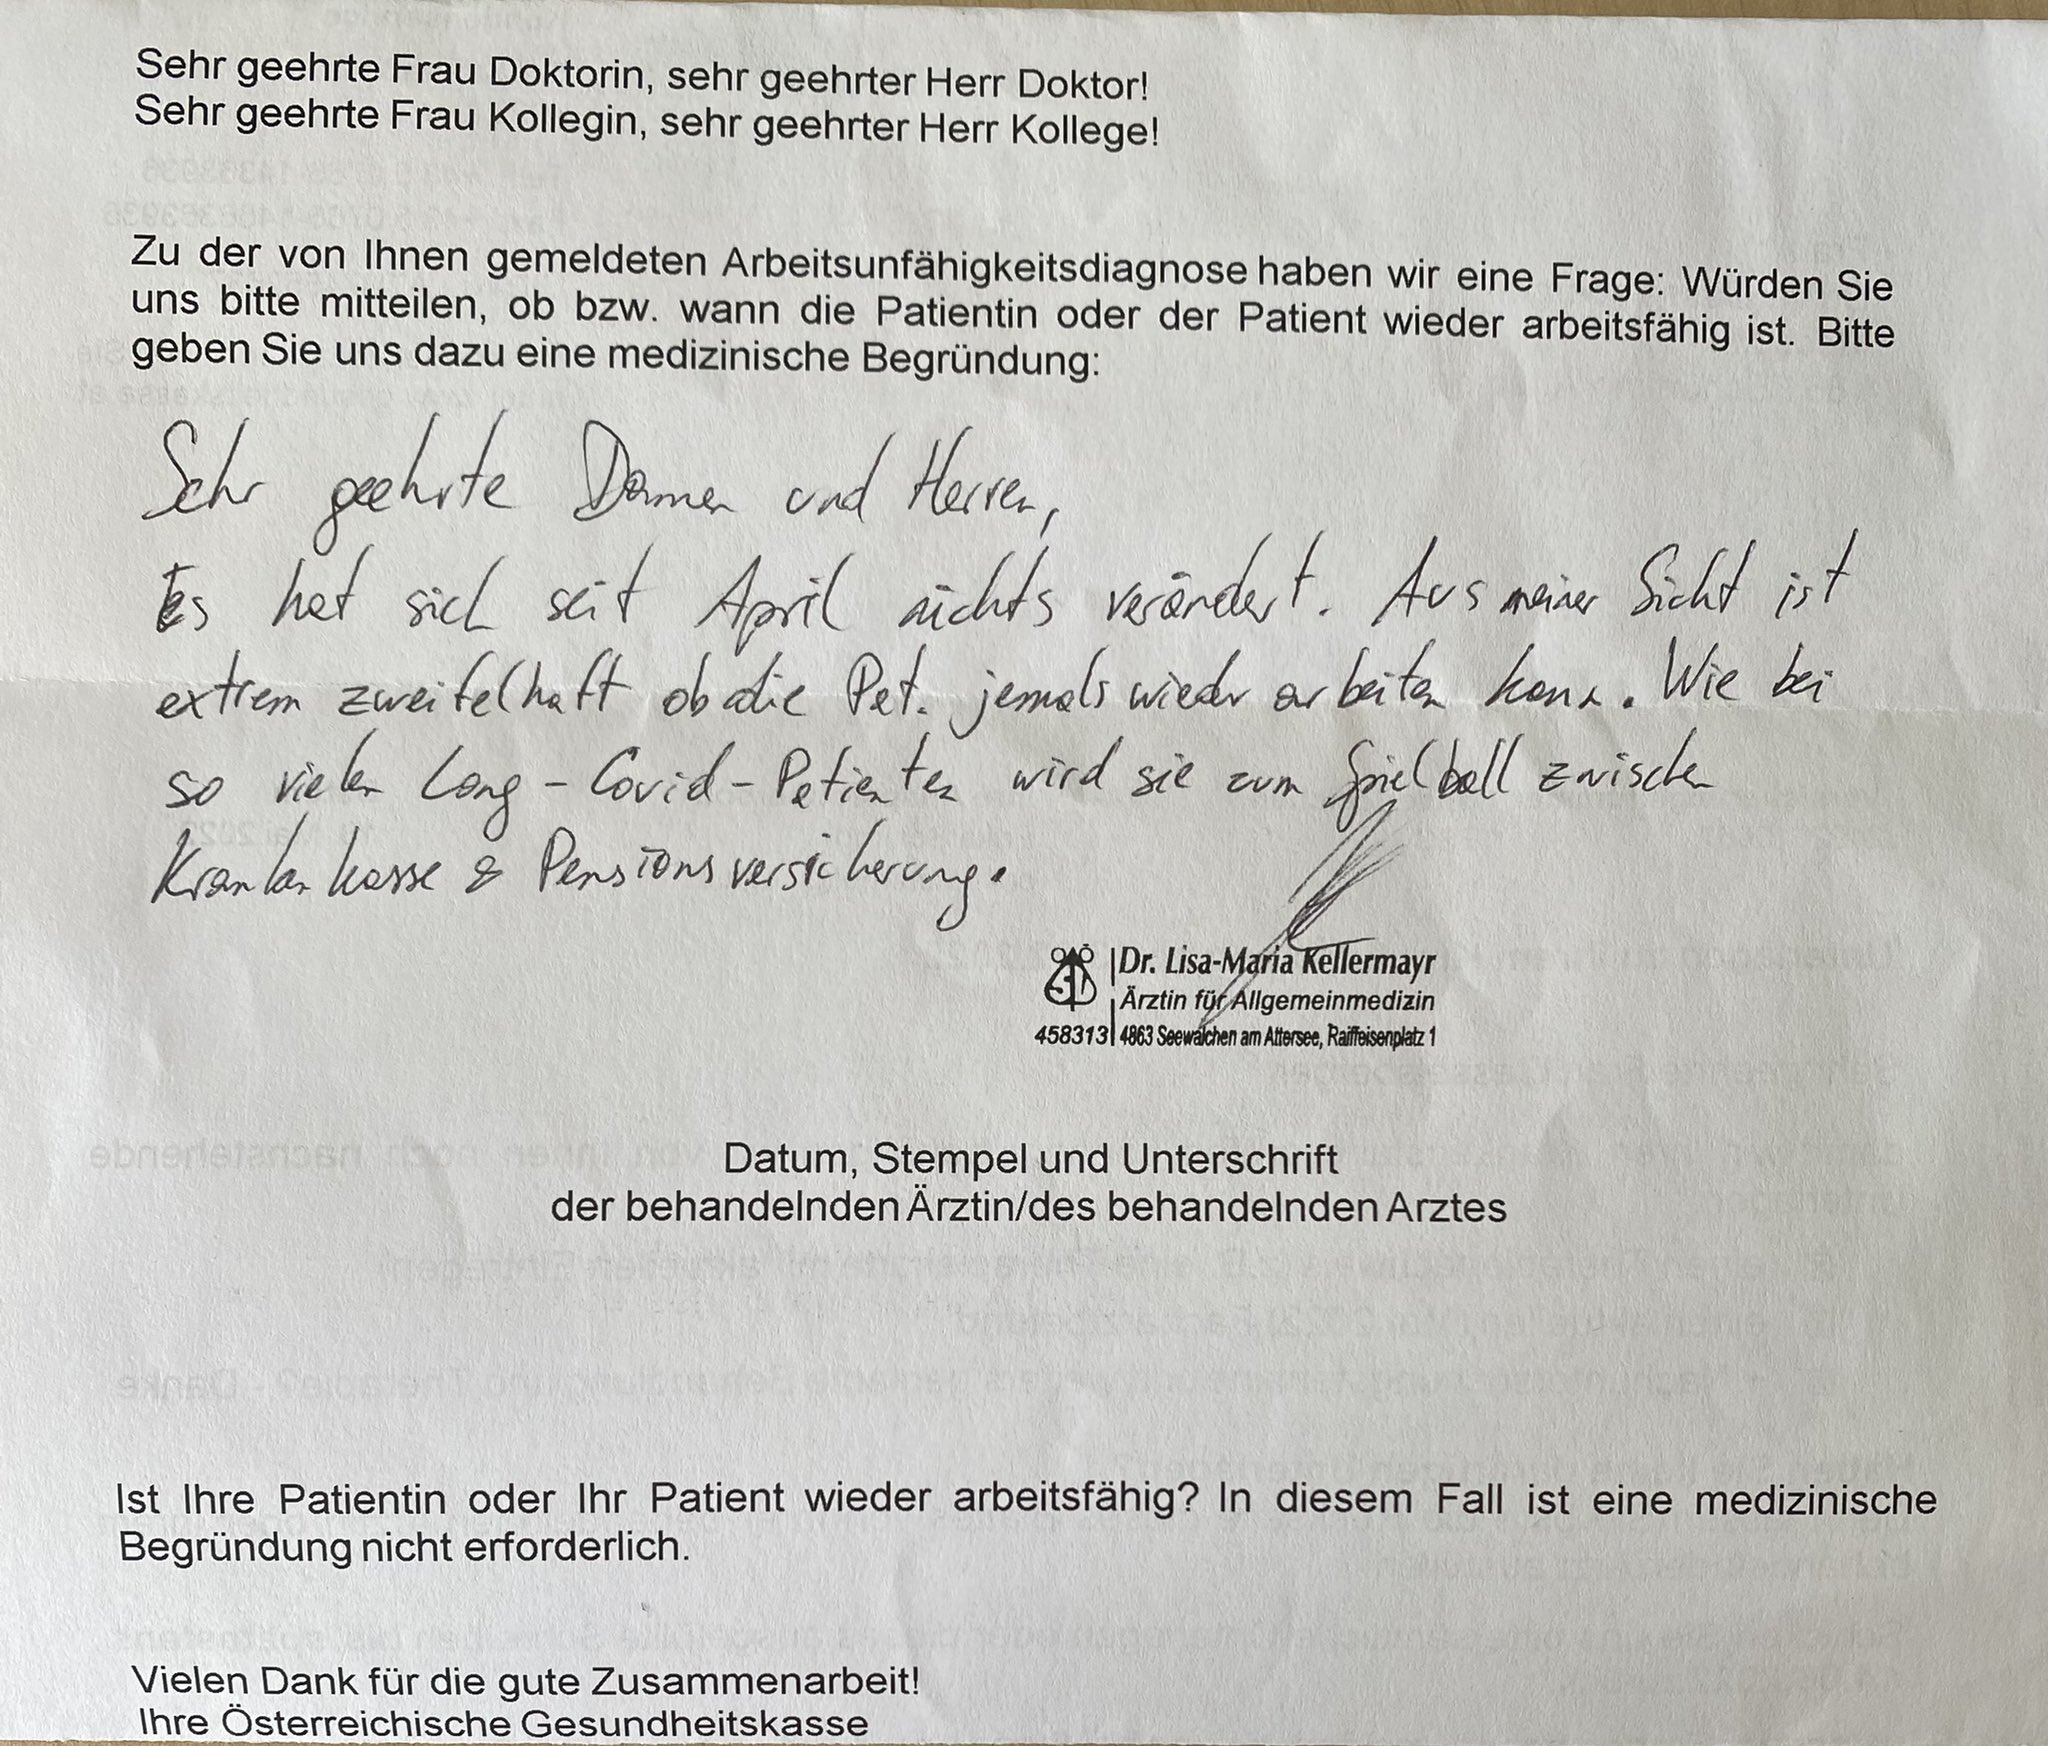 Sehr geehrte Frau Doktorin, sehr geehrter Herr Doktor!
Sehr geehrte Frau Kollegin, sehr geehrter Herr Kollege!
Zu der von Ihnen gemeldeten Arbeitsunfähigkeitsdiagnose haben wir eine Frage: Würden Sie
uns bitte mitteilen, ob bzw. wann die Patientin oder der Patient wieder arbeitsfähig ist. Bitte
geben Sie uns dazu eine medizinische Begründung:
Sehr geehrte Damen und Herren,
Es hat sich seit April nichts verändert. Aus meiner Sicht ist
extrem zweifelhaft ob die Pat. jemals wieder arbeiten kann. Wie bei
so vielen Long-Covid-Patienten wird sie zum Spielball zwischen
Krankenkasse & Pensionsversicherung.
Dr. Lisa-Maria Kellermayr
Ärztin für Allgemeinmedizin
458313 4863 Seewalchen am Attersee, Raiffeisenplatz 1
Datum, Stempel und Unterschrift
der behandelnden Ärztin/des behandelnden Arztes
Ist Ihre Patientin oder Ihr Patient wieder arbeitsfähig? In diesem Fall ist eine medizinische
Begründung nicht erforderlich.
Vielen Dank für die gute Zusammenarbeit!
Ihre Österreichische Gesundheitskasse